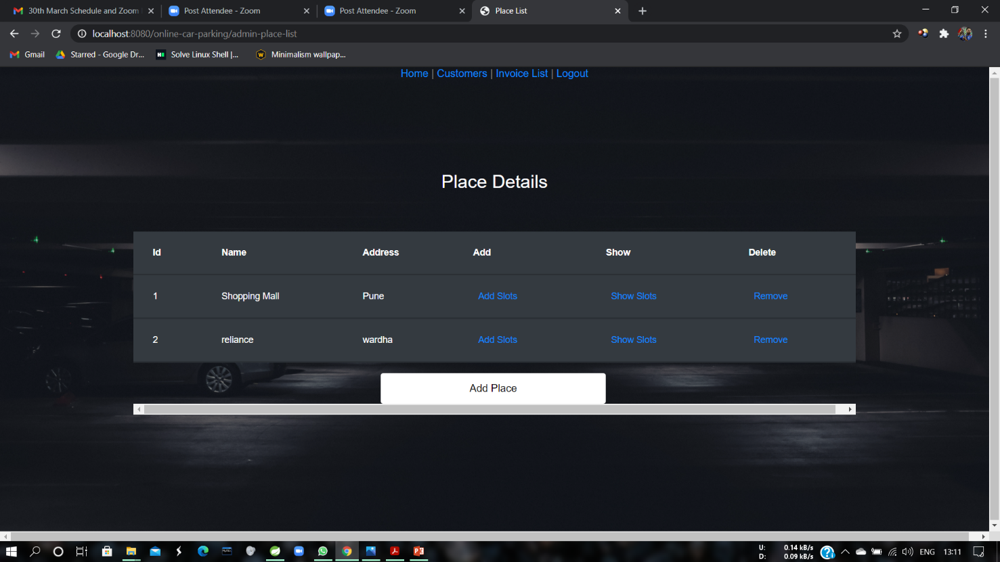 30th March Schedule and Zoom
Post Attendee - Zoom
Post Attendee - Zoom
Place List
localhost:8080/online-car-parking/admin-place-list
Gmail
Starred - Google Dr...
Solve Linux Shell |...
Minimalism wallpap...
Home | Customers | Invoice List | Logout
Place Details
Id Name Address Add Show Delete
1 Shopping Mall Pune Add Slots Show Slots Remove
2 reliance wardha Add Slots Show Slots Remove
Add Place
U: 0.14 kB/s
D: 0.09 kB/s
ENG
13:11